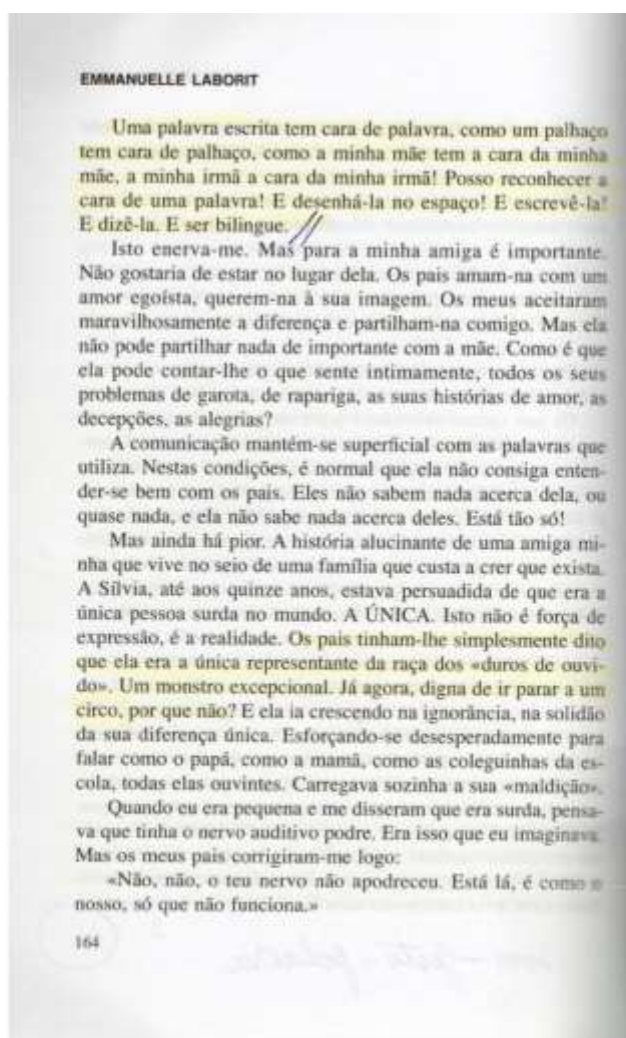 EMMANUELLE LABORIT
Uma palavra escrita tem cara de palavra, como um palhaço
tem cara de palhaço, como a minha mãe tem a cara da minha
mãe, a minha irmã a cara da minha irmã! Posso reconhecer a
cara de uma palavra! E desenhá-la no espaço! E escrevê-la!
E dizê-la. E ser bilingue.
Isto enerva-me. Mas para a minha amiga é importante.
Não gostaria de estar no lugar dela. Os pais amam-na com um
amor egoísta, querem-na à sua imagem. Os meus aceitaram
maravilhosamente a diferença e partilham-na comigo. Mas ela
não pode partilhar nada de importante com a mãe. Como é que
ela pode contar-lhe o que sente intimamente, todos os seus
problemas de garota, de rapariga, as suas histórias de amor, as
decepções, as alegrias?
A comunicação mantém-se superficial com as palavras que
utiliza. Nestas condições, é normal que ela não consiga enten-
der-se bem com os pais. Eles não sabem nada acerca dela, ou
quase nada, e ela não sabe nada acerca deles. Está tão só!
Mas ainda há pior. A história alucinante de uma amiga mi-
nha que vive no seio de uma família que custa a crer que exista.
A Sílvia, até aos quinze anos, estava persuadida de que era a
única pessoa surda no mundo. A ÚNICA. Isto não é força de
expressão, é a realidade. Os pais tinham-lhe simplesmente dito
que ela era a única representante da raça dos «duros de ouvi-
do». Um monstro excepcional. Já agora, digna de ir parar a um
circo, por que não? E ela ia crescendo na ignorância, na solidão
da sua diferença única. Esforçando-se desesperadamente para
falar como o papá, como a mamã, como as coleguinhas da es-
cola, todas elas ouvintes. Carregava sozinha a sua «maldição».
Quando eu era pequena e me disseram que era surda, pensa-
va que tinha o nervo auditivo podre. Era isso que eu imaginava.
Mas os meus pais corrigiram-me logo:
«Não, não, o teu nervo não apodreceu. Está lá, é como o
nosso, só que não funciona.»
164